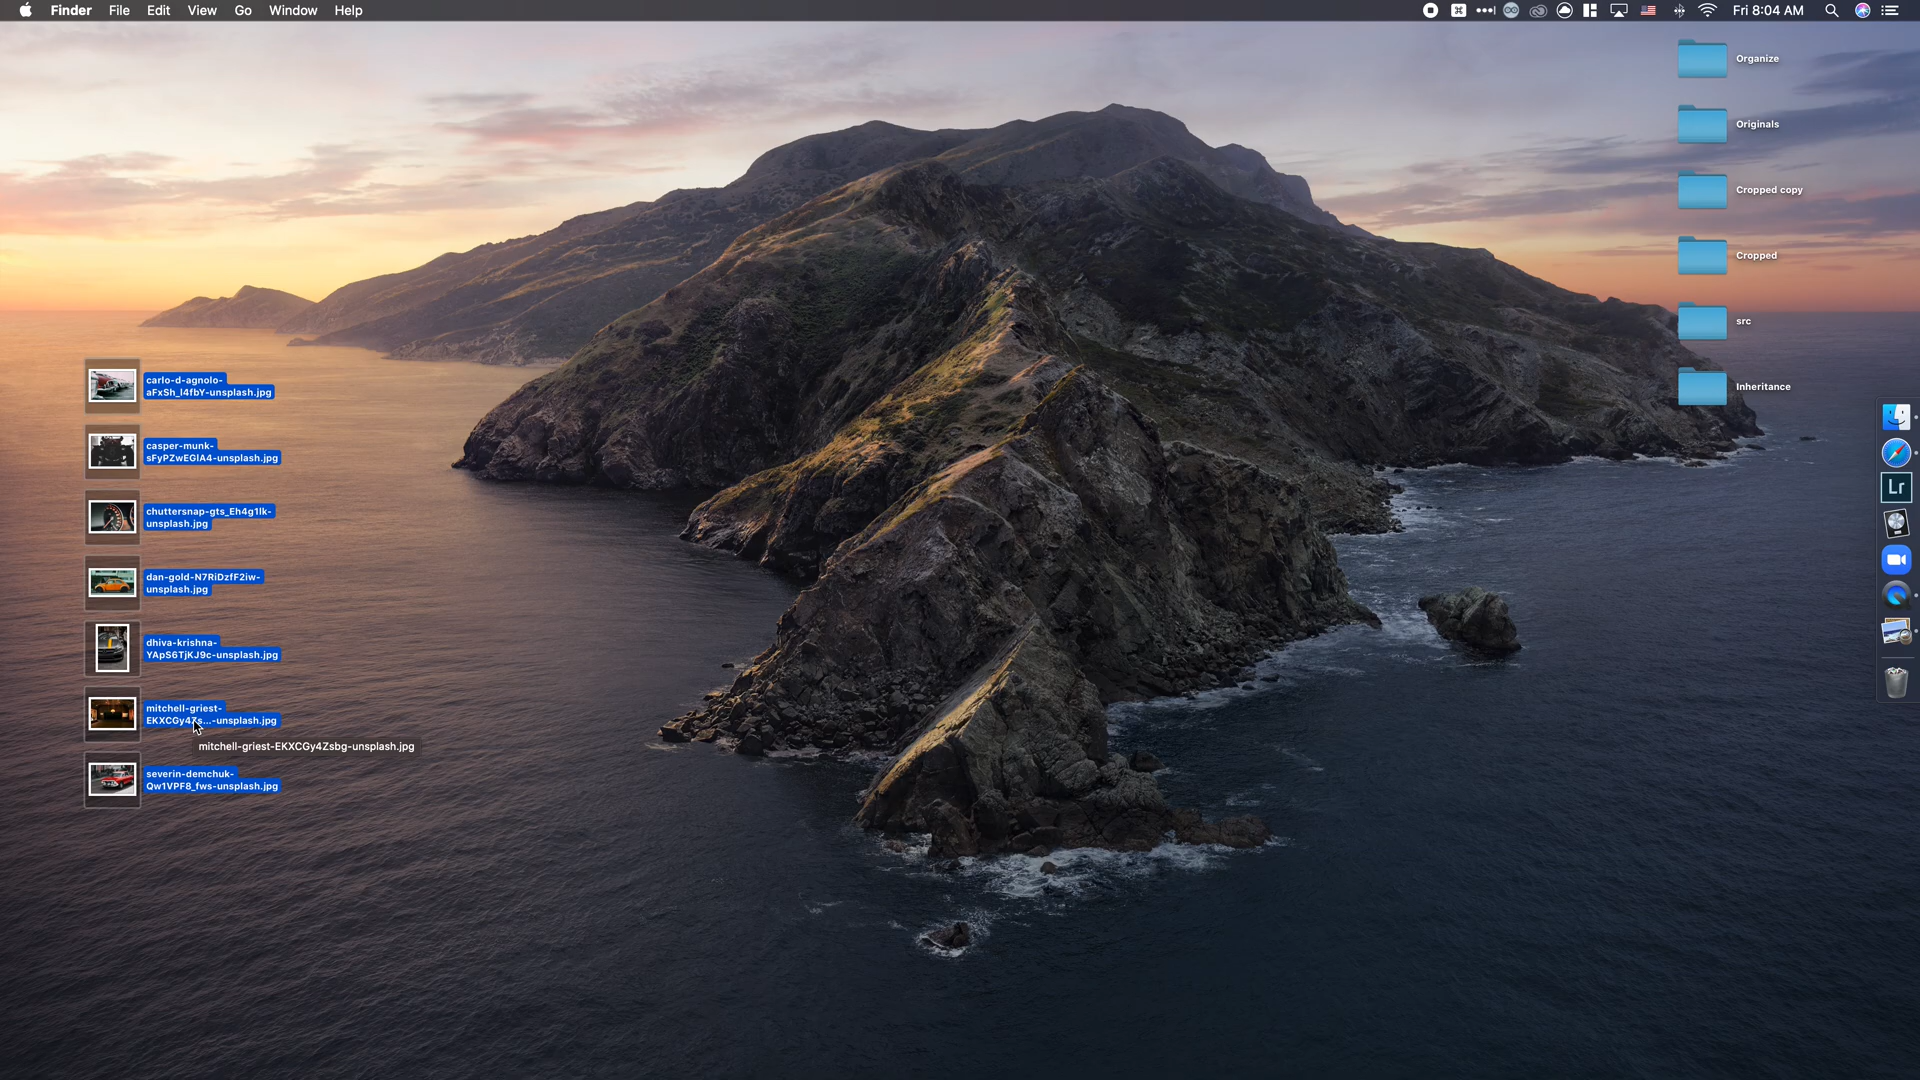 Finder File Edit View Go Window Help
Fri 8:04 AM
Organize
Originals
Cropped copy
Cropped
src
Inheritance
carlo-d-agnolo-
aFxSh_l4fbY-unsplash.jpg
casper-munk-
sFyPZwEGlA4-unsplash.jpg
chuttersnap-gts_Eh4g1lk-
unsplash.jpg
dan-gold-N7RiDzfF2iw-
unsplash.jpg
dhiva-krishna-
YApS6TjKJ9c-unsplash.jpg
mitchell-griest-
EKXCGy4Zs...-unsplash.jpg
mitchell-griest-EKXCGy4Zsbg-unsplash.jpg
severin-demchuk-
Qw1VPF8_fws-unsplash.jpg
Lr